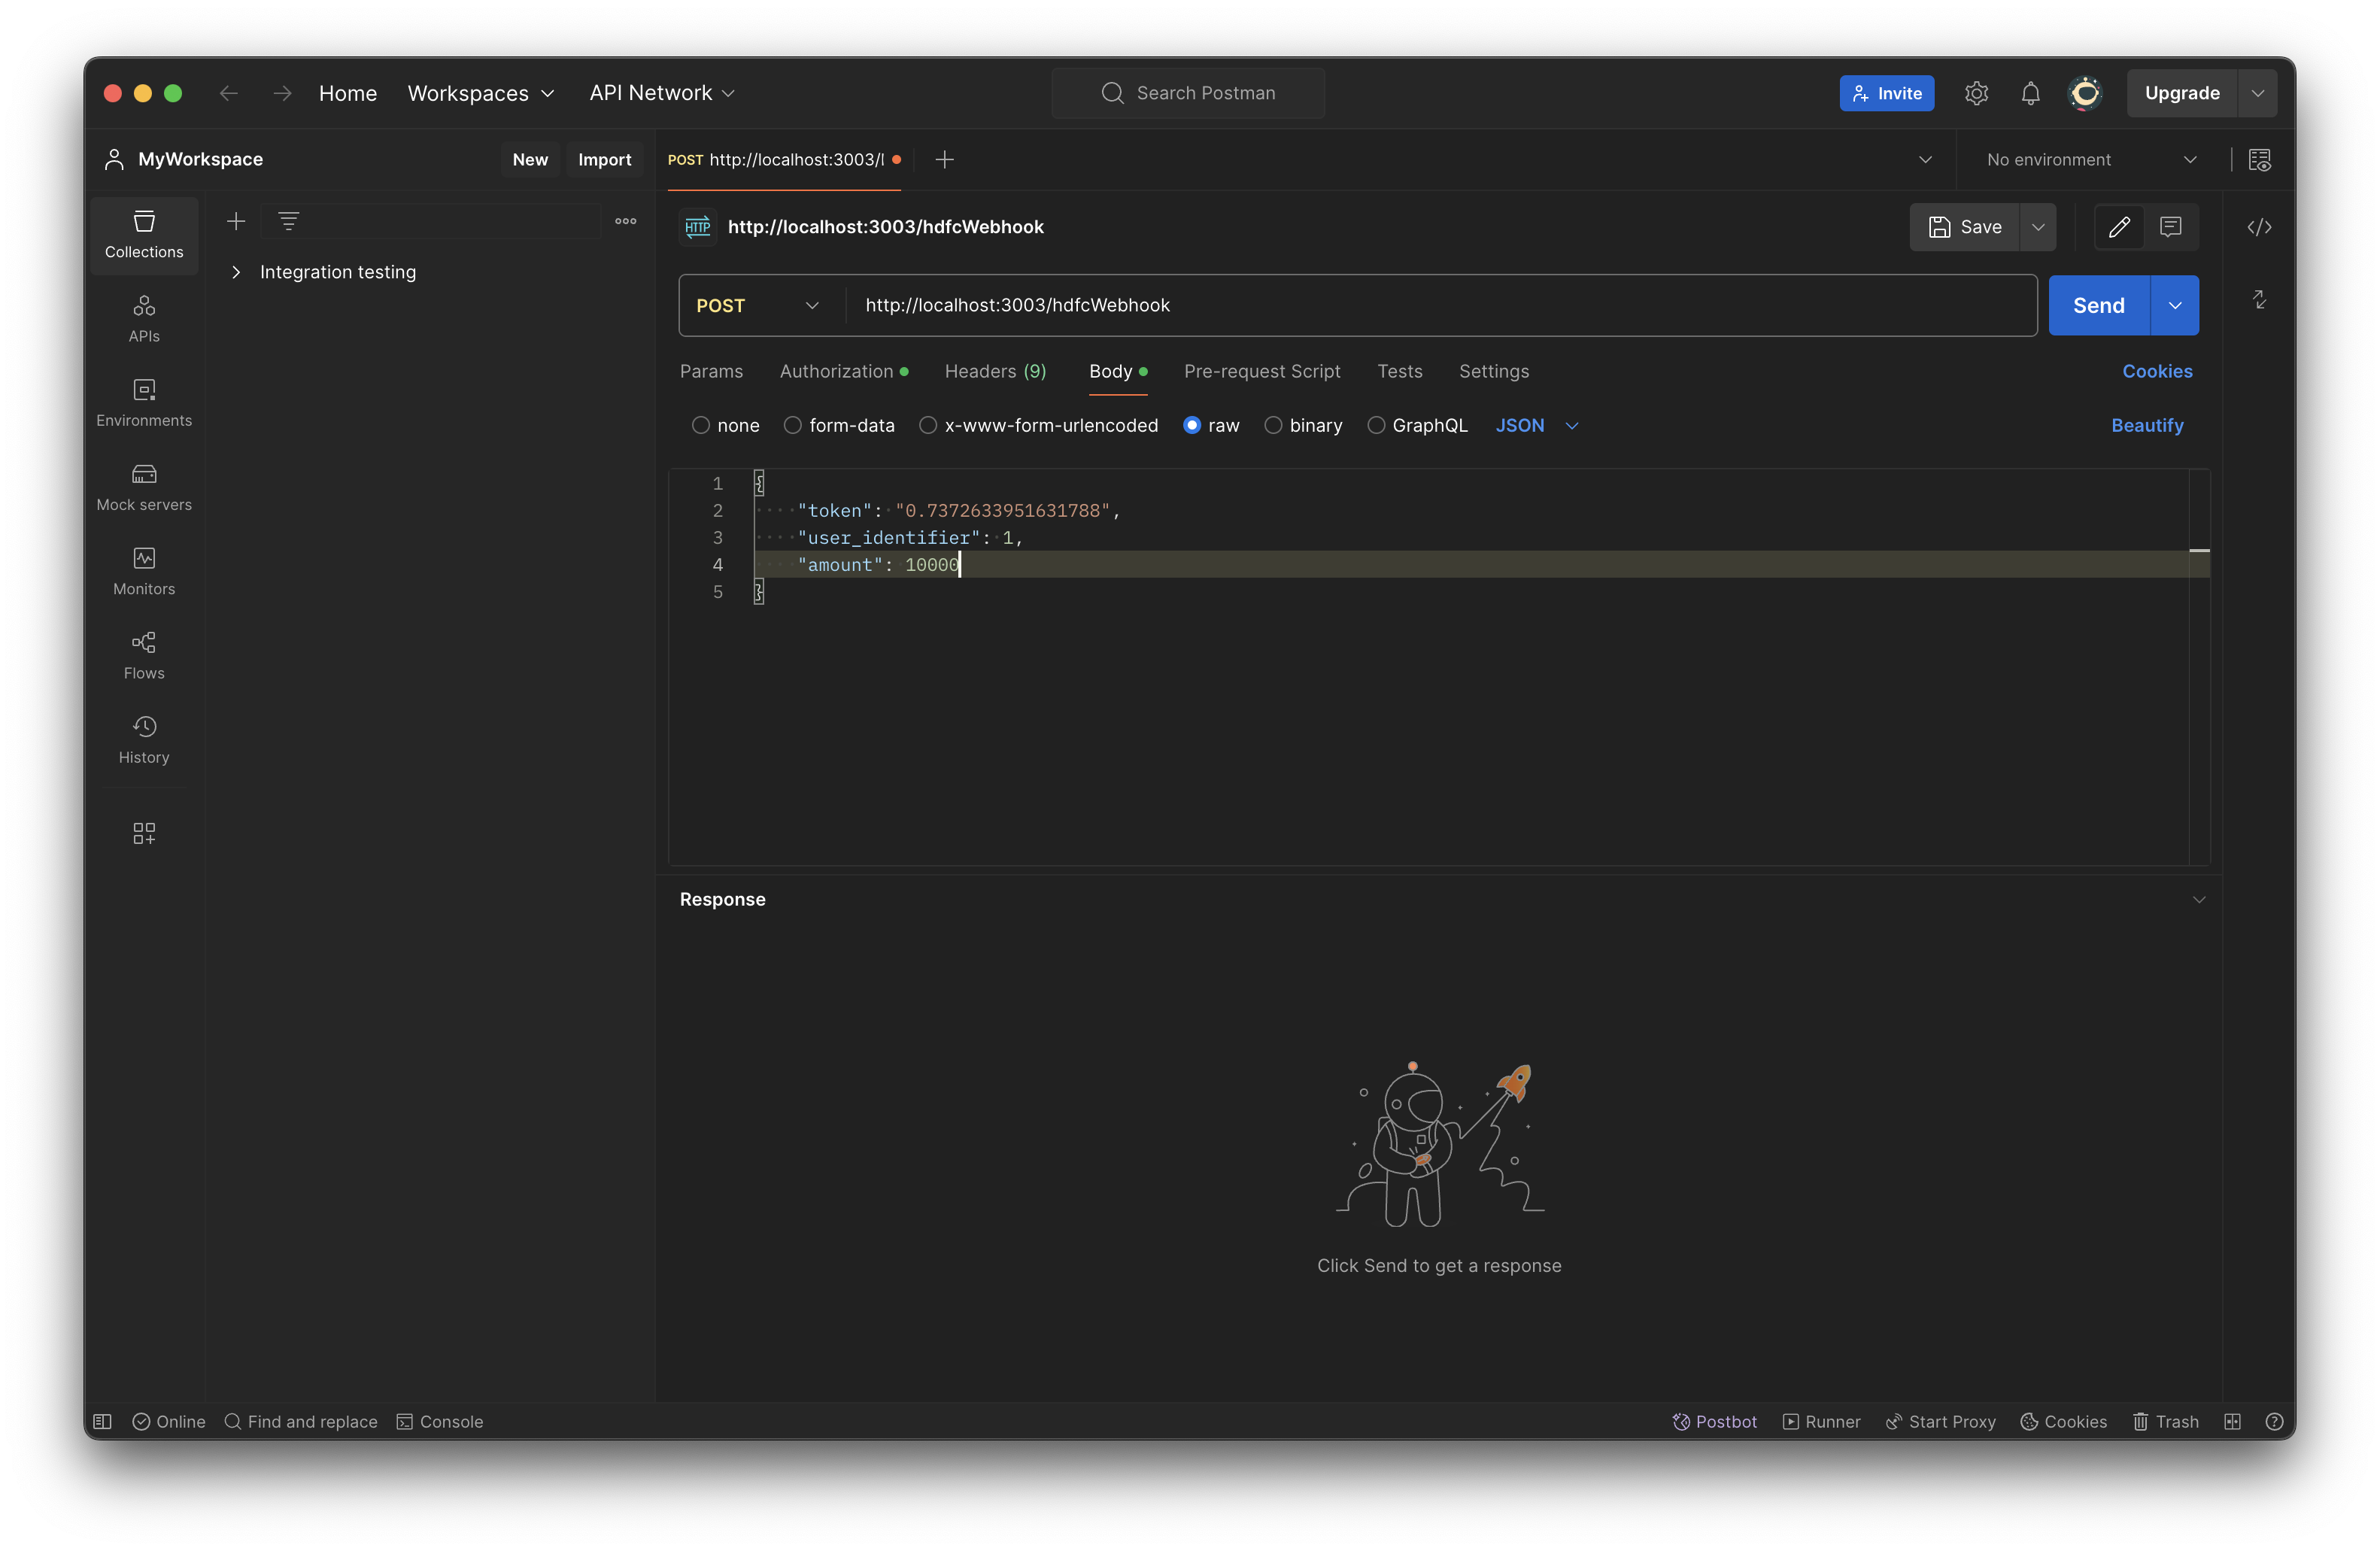 Home Workspaces API Network Search Postman Invite Upgrade
MyWorkspace New Import POST http://localhost:3003/l No environment
Collections
APIs
Environments
Mock servers
Monitors
Flows
History
Integration testing
HTTP http://localhost:3003/hdfcWebhook Save
POST http://localhost:3003/hdfcWebhook Send
Params Authorization Headers (9) Body Pre-request Script Tests Settings Cookies
none form-data x-www-form-urlencoded raw binary GraphQL JSON Beautify
1 {
2 "token": "0.7372633951631788",
3 "user_identifier": 1,
4 "amount": 10000
5 }
Response
Click Send to get a response
Online Find and replace Console Postbot Runner Start Proxy Cookies Trash